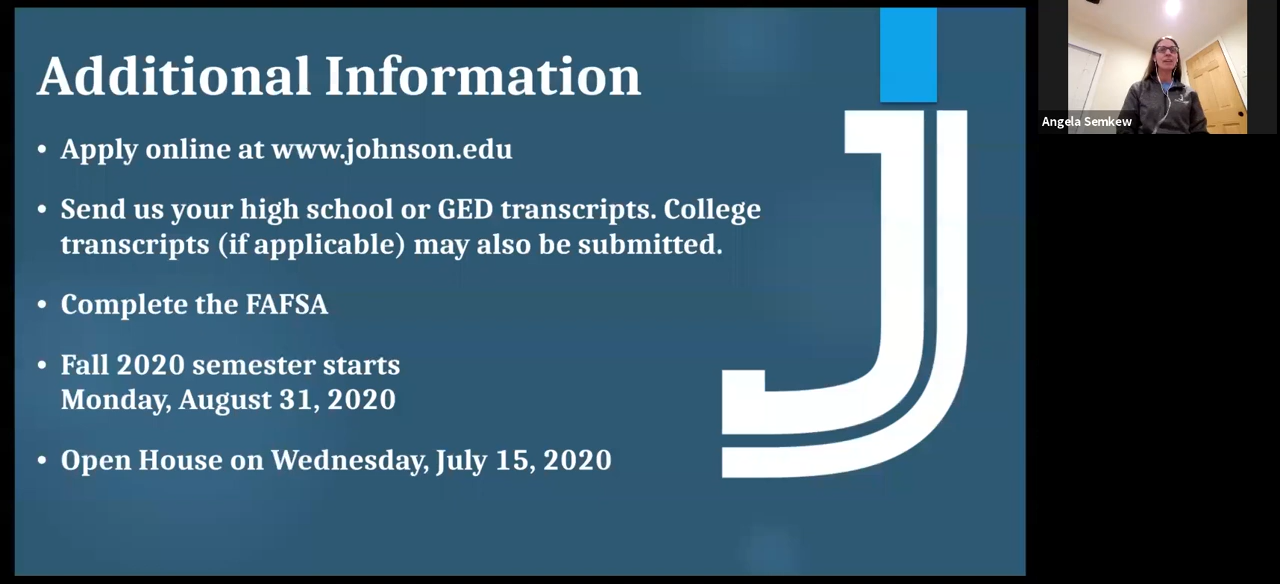 Additional Information
• Apply online at www.johnson.edu
• Send us your high school or GED transcripts. College
transcripts (if applicable) may also be submitted.
• Complete the FAFSA
• Fall 2020 semester starts
Monday, August 31, 2020
• Open House on Wednesday, July 15, 2020
Angela Semkew